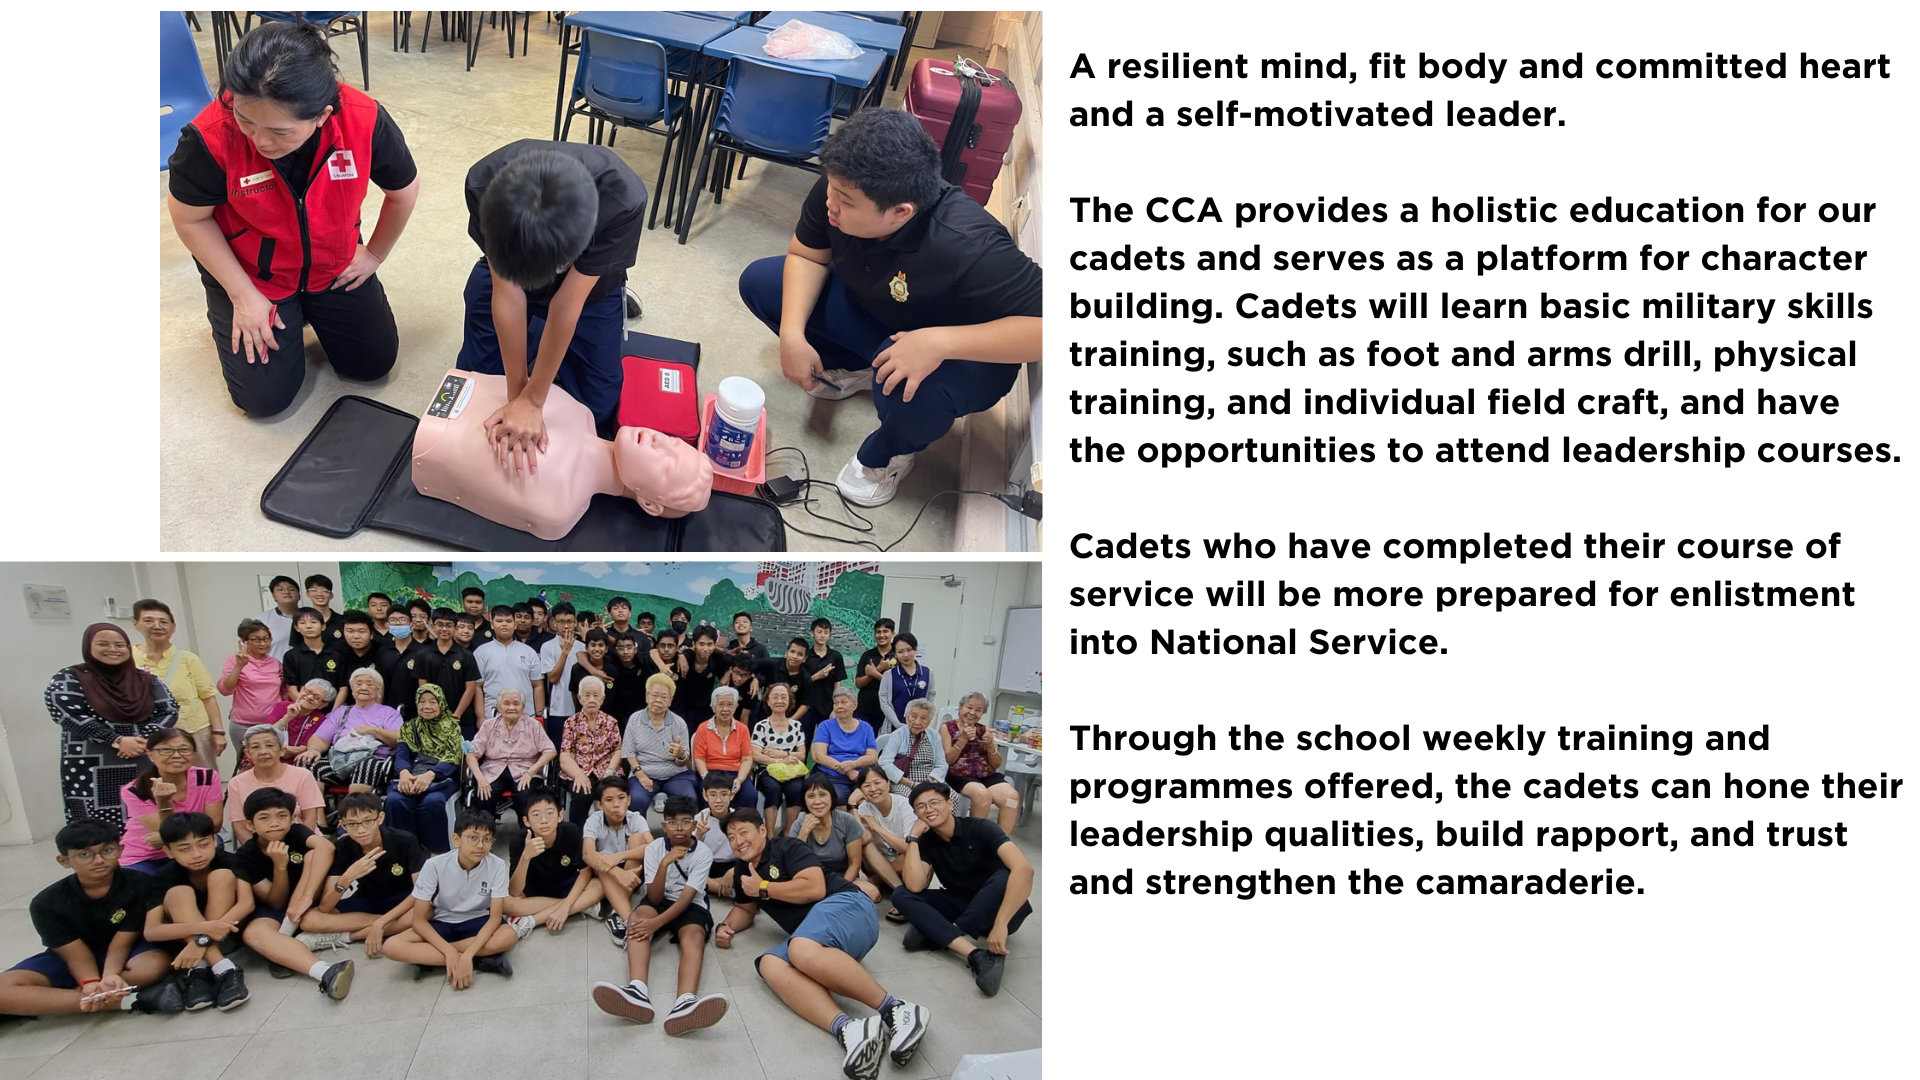 A resilient mind, fit body and committed heart
and a self-motivated leader.
The CCA provides a holistic education for our
cadets and serves as a platform for character
building. Cadets will learn basic military skills
training, such as foot and arms drill, physical
training, and individual field craft, and have
the opportunities to attend leadership courses.
Cadets who have completed their course of
service will be more prepared for enlistment
into National Service.
Through the school weekly training and
programmes offered, the cadets can hone their
leadership qualities, build rapport, and trust
and strengthen the camaraderie.
Instructor
AED